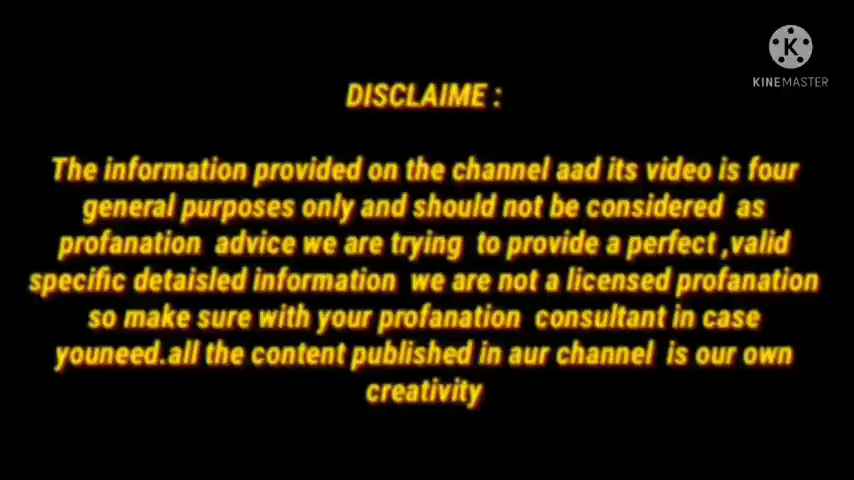 K
KINEMASTER
DISCLAIME :
The information provided on the channel aad its video is four
general purposes only and should not be considered as
profanation advice we are trying to provide a perfect ,valid
specific detaisled information we are not a licensed profanation
so make sure with your profanation consultant in case
youneed.all the content published in aur channel is our own
creativity